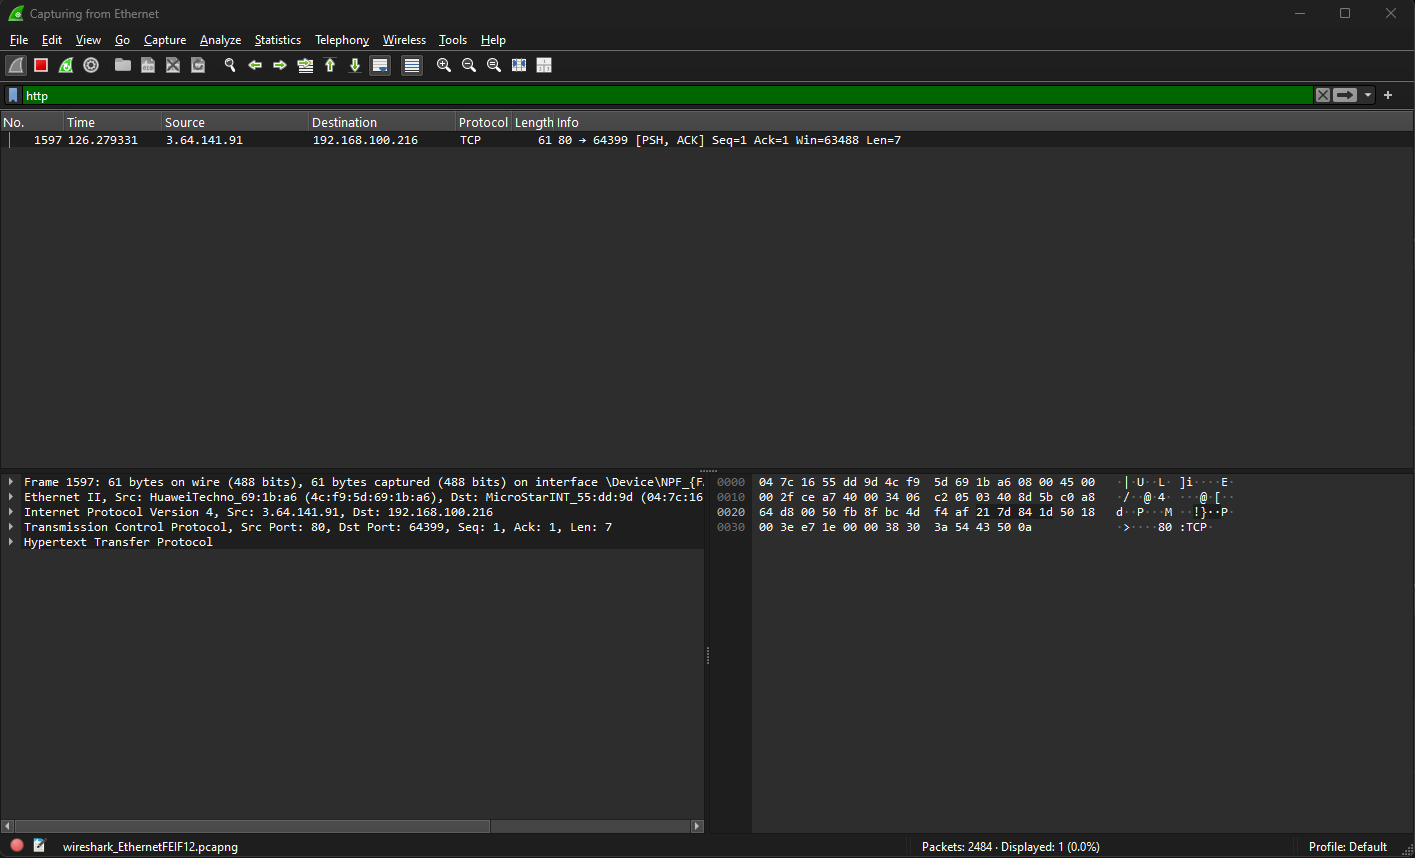 Capturing from Ethernet
File Edit View Go Capture Analyze Statistics Telephony Wireless Tools Help
http
No. Time Source Destination Protocol Length Info
1597 126.279331 3.64.141.91 192.168.100.216 TCP 61 80 → 64399 [PSH, ACK] Seq=1 Ack=1 Win=63488 Len=7
Frame 1597: 61 bytes on wire (488 bits), 61 bytes captured (488 bits) on interface \Device\NPF_{F
Ethernet II, Src: HuaweiTechno_69:1b:a6 (4c:f9:5d:69:1b:a6), Dst: MicroStarINT_55:dd:9d (04:7c:16
Internet Protocol Version 4, Src: 3.64.141.91, Dst: 192.168.100.216
Transmission Control Protocol, Src Port: 80, Dst Port: 64399, Seq: 1, Ack: 1, Len: 7
Hypertext Transfer Protocol
0000 04 7c 16 55 dd 9d 4c f9 5d 69 1b a6 08 00 45 00 ·|·U··L· ]i····E·
0010 00 2f ce a7 40 00 34 06 c2 05 03 40 8d 5b c0 a8 ·/··@·4· ···@·[··
0020 64 d8 00 50 fb 8f bc 4d f4 af 21 7d 84 1d 50 18 d··P···M ··!}··P·
0030 00 3e e7 1e 00 00 38 30 3a 54 43 50 0a ·>····80 :TCP·
wireshark_EthernetFEIF12.pcapng
Packets: 2484 · Displayed: 1 (0.0%)
Profile: Default